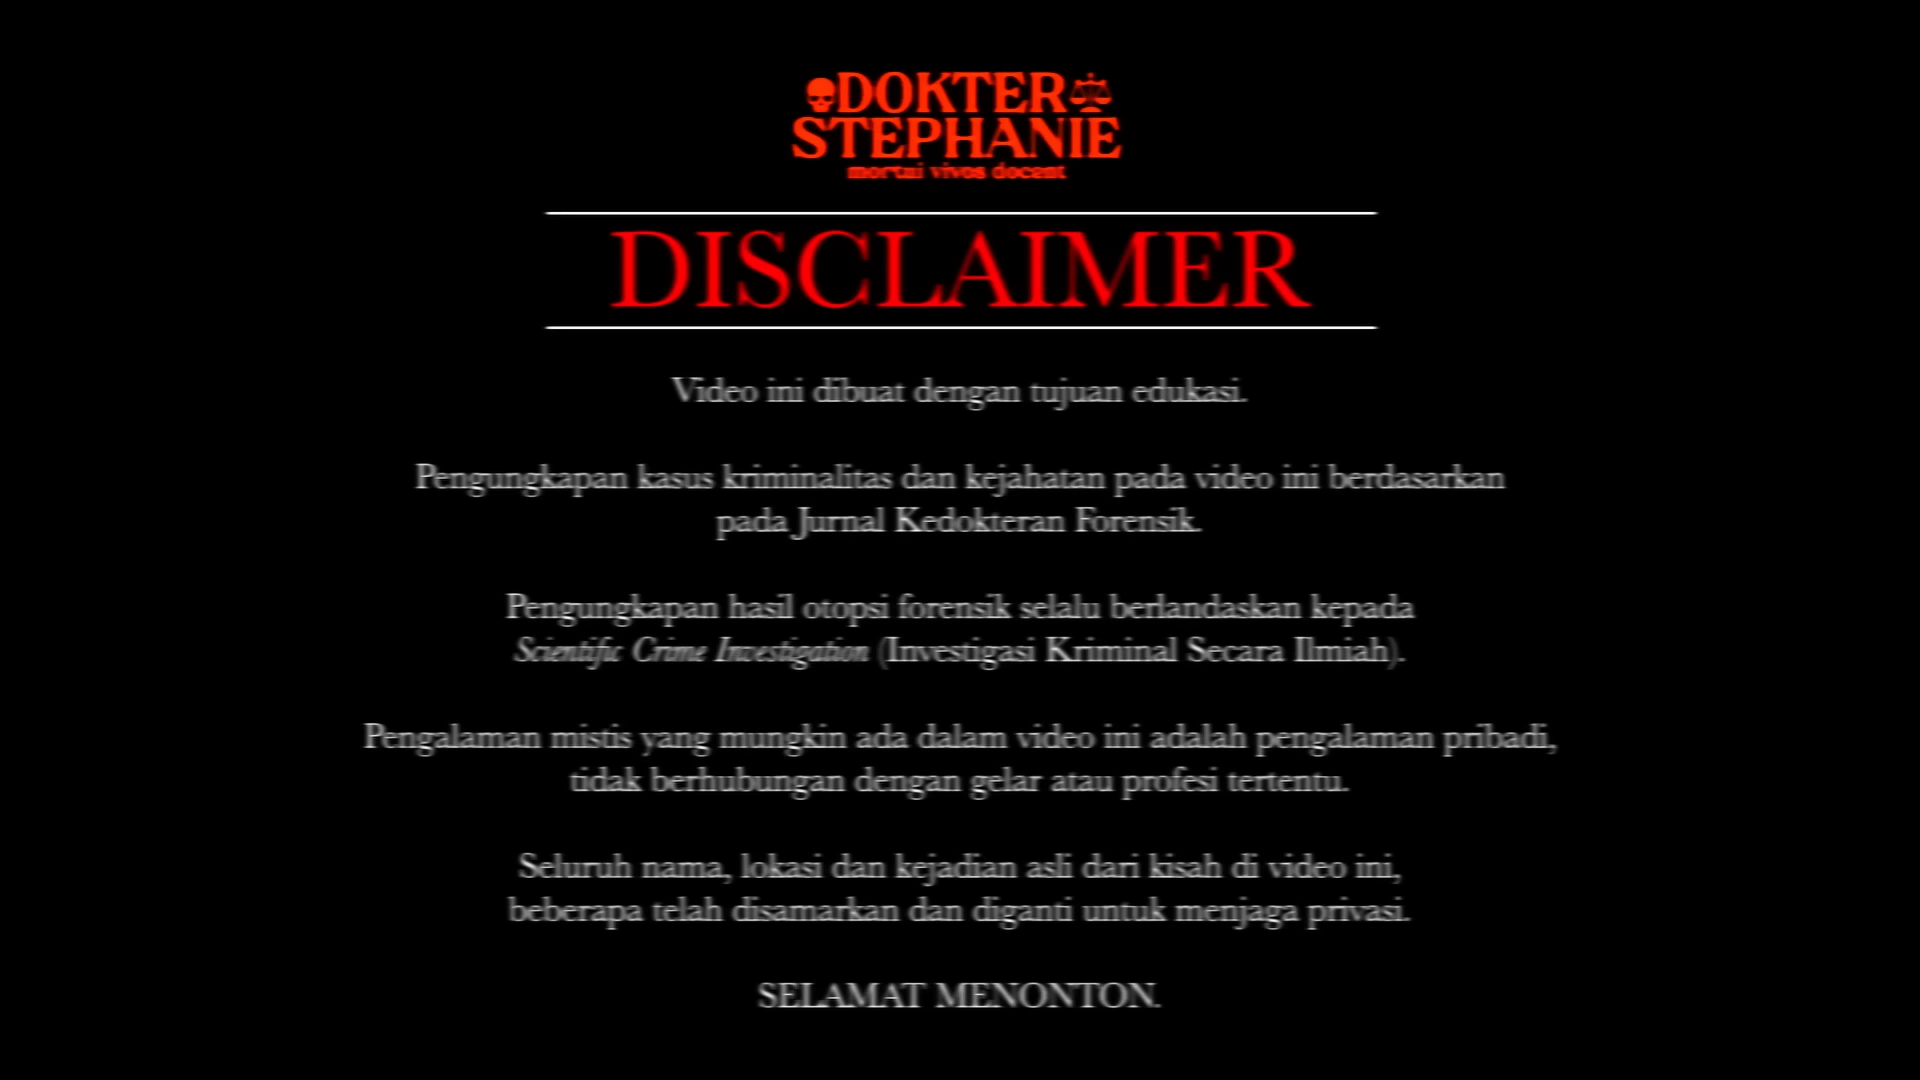 DOKTER
STEPHANIE
mortui vivos docent
DISCLAIMER
Video ini dibuat dengan tujuan edukasi.
Pengungkapan kasus kriminalitas dan kejahatan pada video ini berdasarkan
pada Jurnal Kedokteran Forensik.
Pengungkapan hasil otopsi forensik selalu berlandaskan kepada
Scientific Crime Investigation (Investigasi Kriminal Secara Ilmiah).
Pengalaman mistis yang mungkin ada dalam video ini adalah pengalaman pribadi,
tidak berhubungan dengan gelar atau profesi tertentu.
Seluruh nama, lokasi dan kejadian asli dari kisah di video ini,
beberapa telah disamarkan dan diganti untuk menjaga privasi.
SELAMAT MENONTON.